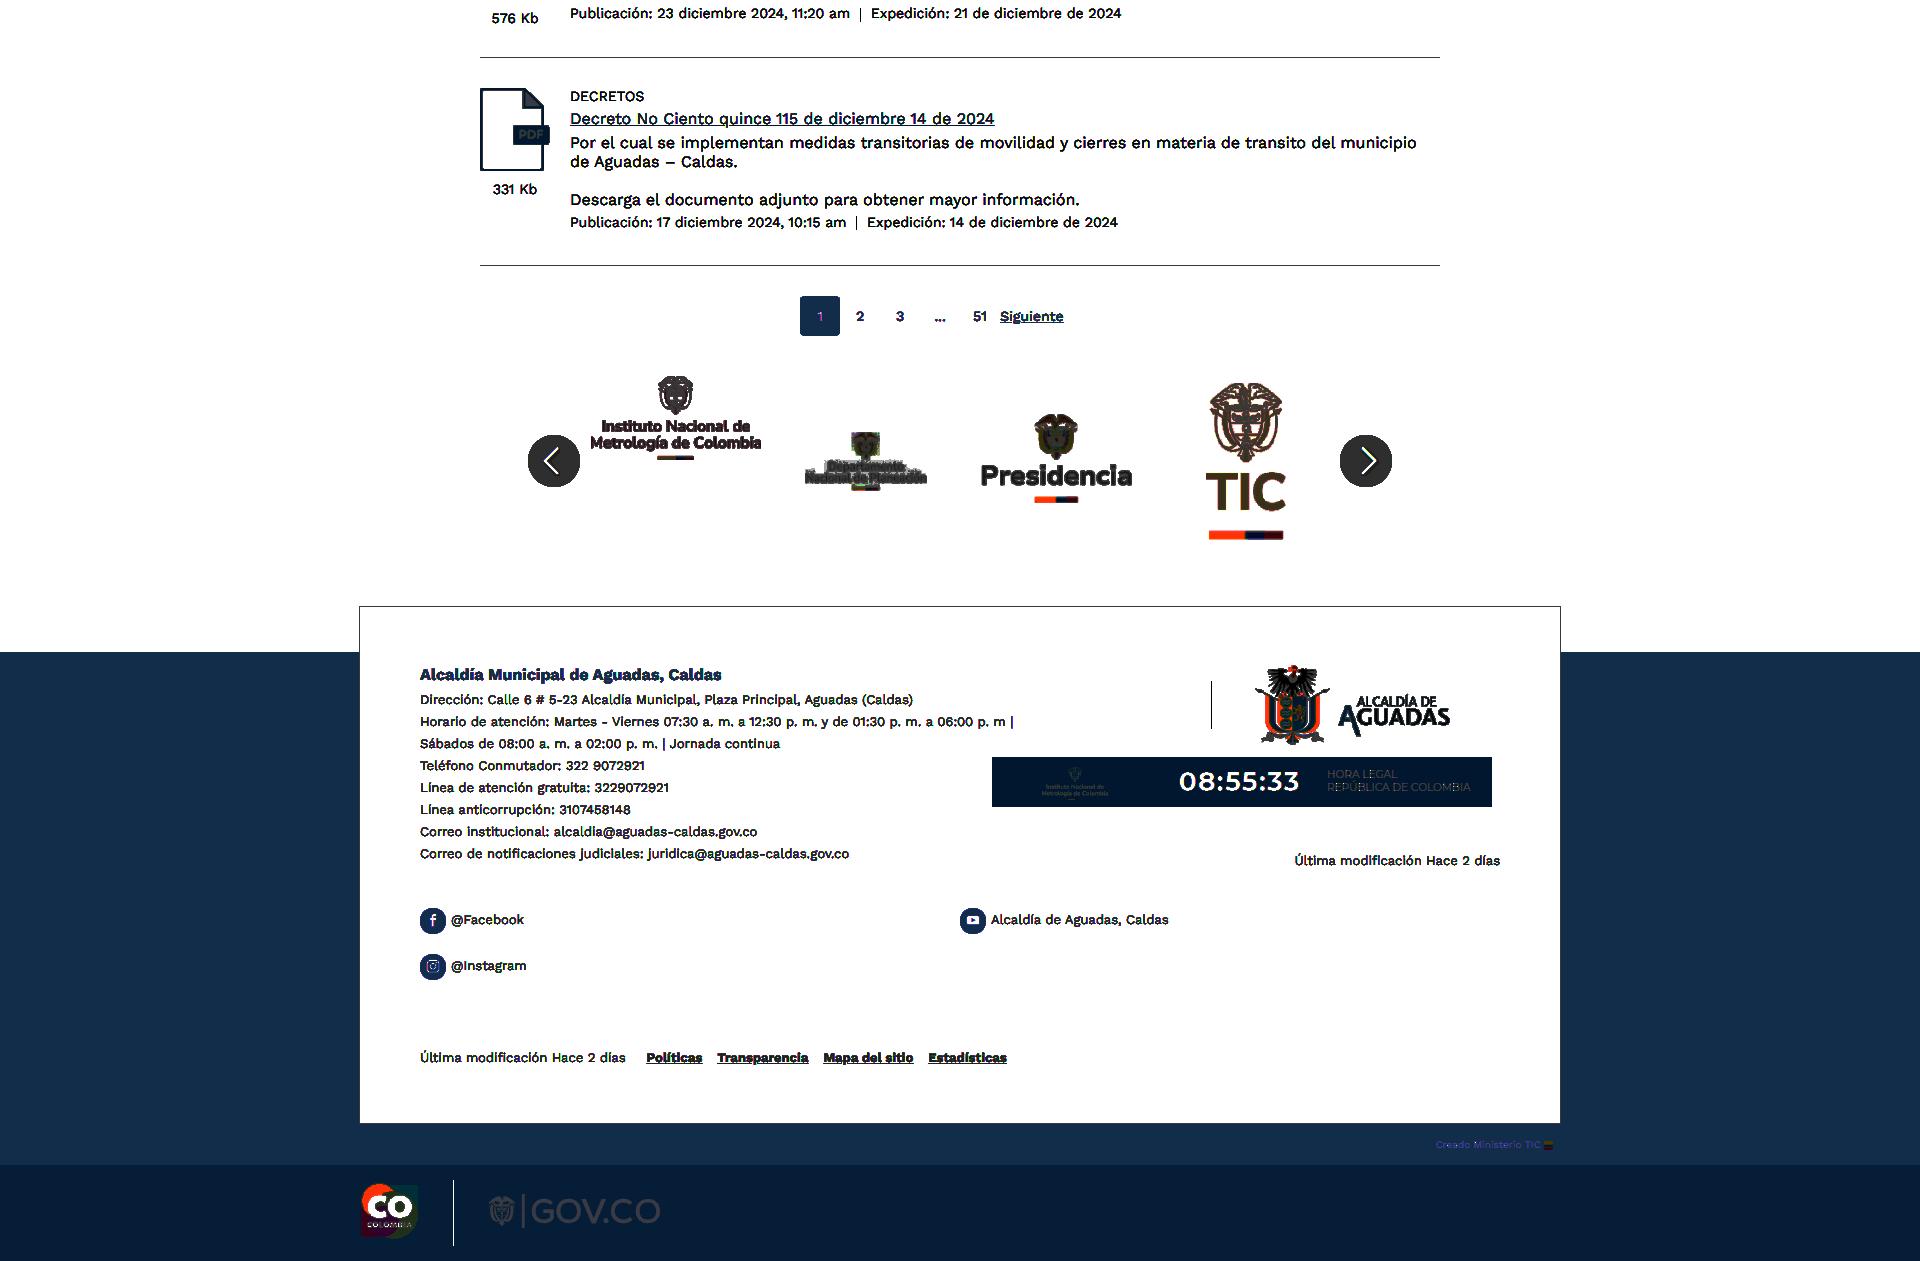 576 Kb
Publicación: 23 diciembre 2024, 11:20 am | Expedición: 21 de diciembre de 2024
DECRETOS
PDF
Decreto No Ciento quince 115 de diciembre 14 de 2024
Por el cual se implementan medidas transitorias de movilidad y cierres en materia de transito del municipio
de Aguadas – Caldas.
331 Kb
Descarga el documento adjunto para obtener mayor información.
Publicación: 17 diciembre 2024, 10:15 am | Expedición: 14 de diciembre de 2024
1 2 3 ... 51 Siguiente
Instituto Nacional de
Metrología de Colombia
Departamento
Nacional de Planeación
Presidencia
TIC
Alcaldía Municipal de Aguadas, Caldas
Dirección: Calle 6 # 5-23 Alcaldía Municipal, Plaza Principal, Aguadas (Caldas)
Horario de atención: Martes - Viernes 07:30 a. m. a 12:30 p. m. y de 01:30 p. m. a 06:00 p. m |
Sábados de 08:00 a. m. a 02:00 p. m. | Jornada continua
Teléfono Conmutador: 322 9072921
Línea de atención gratuita: 3229072921
Línea anticorrupción: 3107458148
Correo institucional: alcaldia@aguadas-caldas.gov.co
Correo de notificaciones judiciales: juridica@aguadas-caldas.gov.co
ALCALDÍA DE
AGUADAS
Instituto Nacional de
Metrología de Colombia
08:55:33
HORA LEGAL
REPÚBLICA DE COLOMBIA
Última modificación Hace 2 días
@Facebook
Alcaldía de Aguadas, Caldas
@Instagram
Última modificación Hace 2 días Políticas Transparencia Mapa del sitio Estadísticas
Creado Ministerio TIC
CO
COLOMBIA
GOV.CO